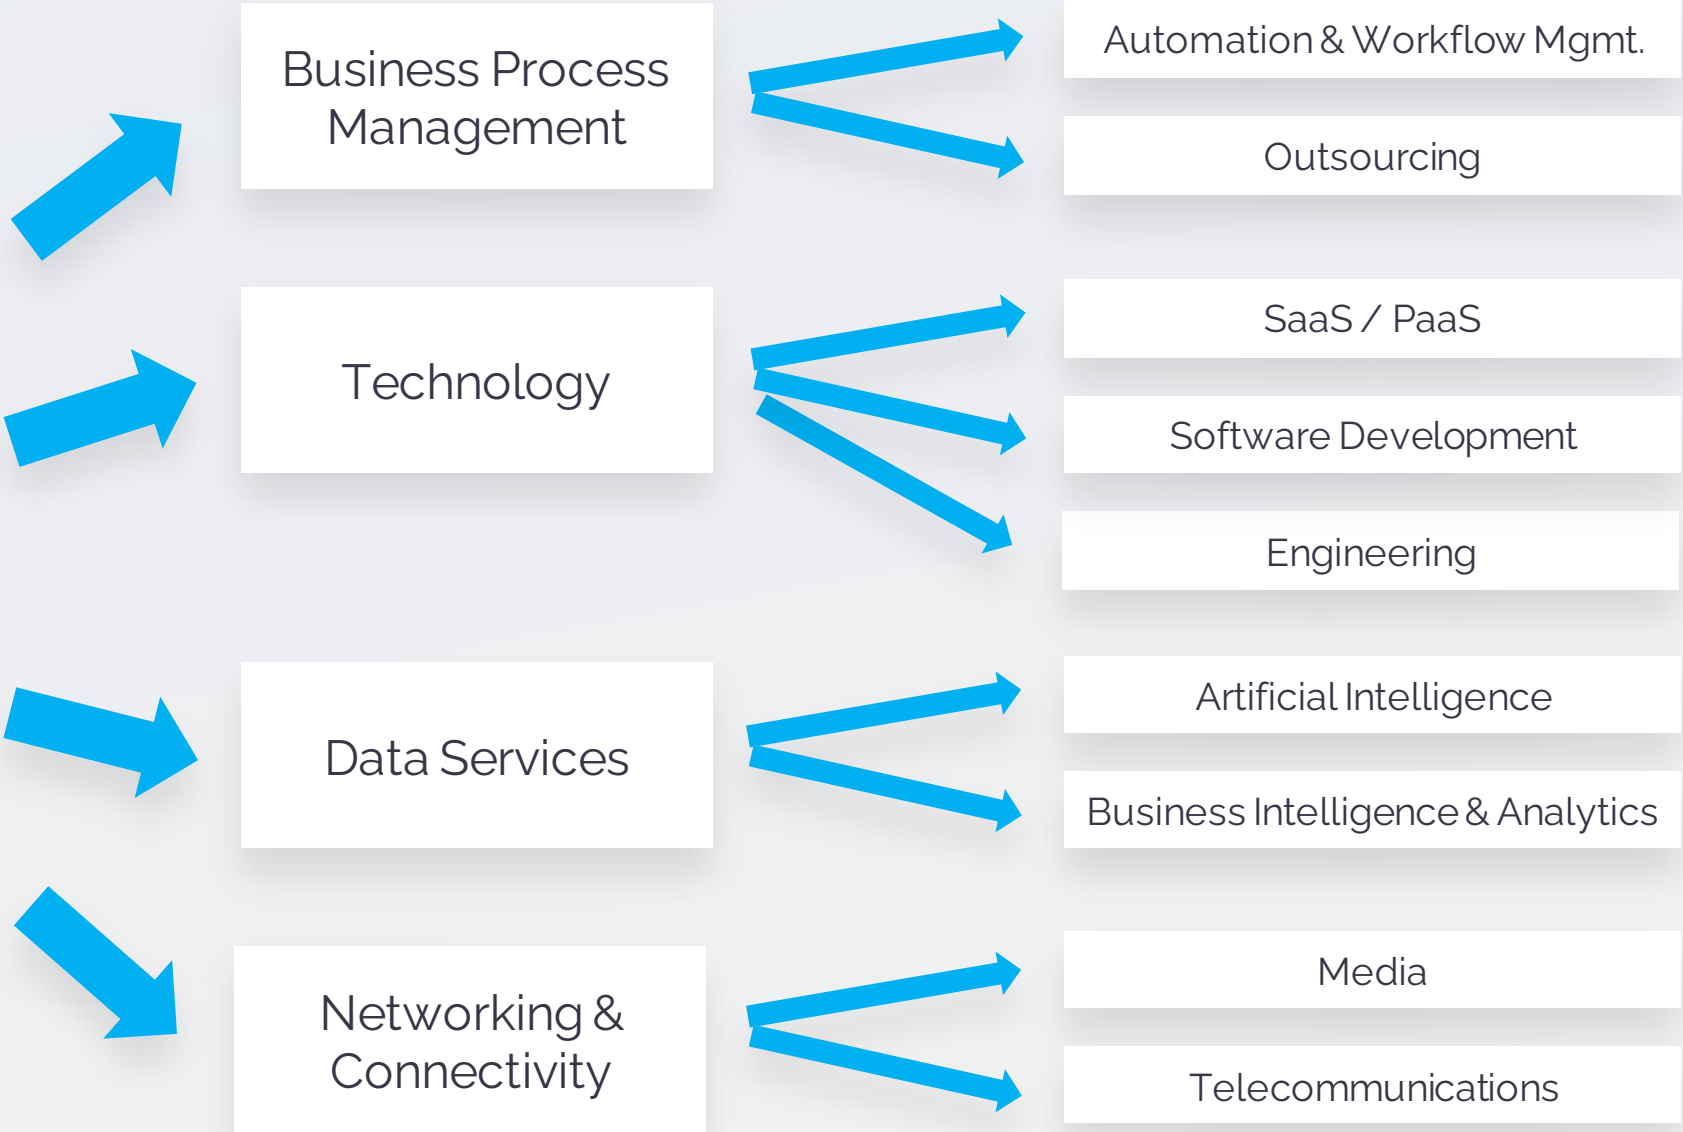 Business Process
Management
Automation & Workflow Mgmt.
Outsourcing
Technology
SaaS / PaaS
Software Development
Engineering
Data Services
Artificial Intelligence
Business Intelligence & Analytics
Networking &
Connectivity
Media
Telecommunications